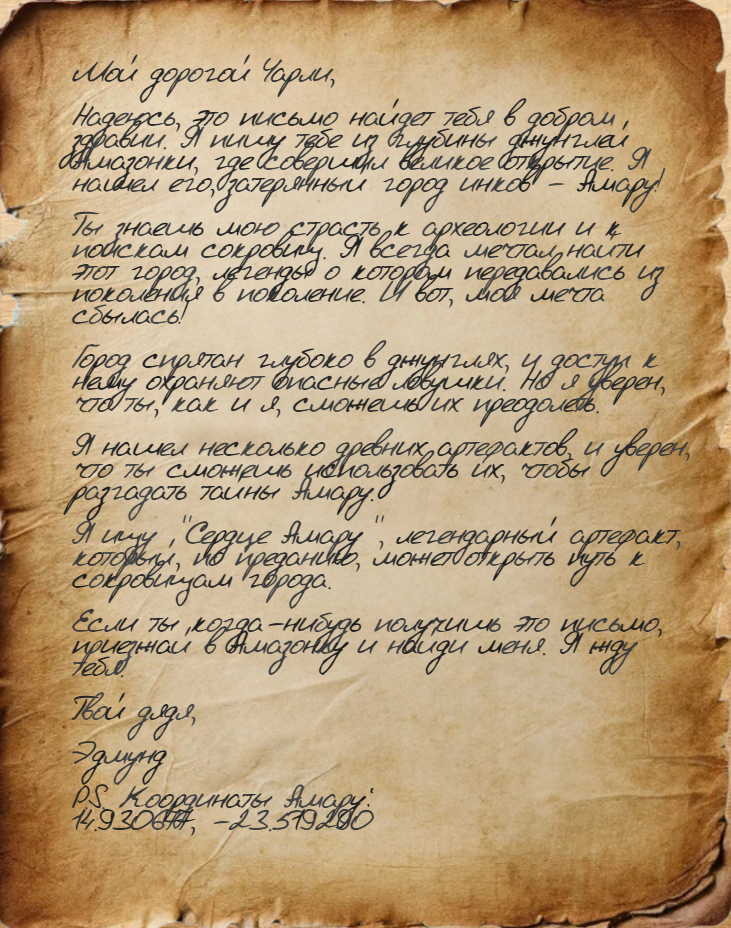 Мой дорогой Чарли,
Надеюсь, это письмо найдет тебя в добром
здравии. Я пишу тебе из глубины джунглей
Амазонки, где совершил великое открытие. Я
нашел его, затерянный город инков – Амару!
Ты знаешь мою страсть к археологии и к
поискам сокровищ. Я всегда мечтал найти
этот город, легенды о котором передавались из
поколения в поколение. И вот, моя мечта
сбылась!
Город спрятан глубоко в джунглях, и доступ к
нему охраняют опасные ловушки. Но я уверен,
что ты, как и я, сможешь их преодолеть.
Я нашел несколько древних артефактов, и уверен,
что ты сможешь использовать их, чтобы
разгадать тайны Амару.
Я ищу "Сердце Амару", легендарный артефакт,
который, по преданию, может открыть путь к
сокровищам города.
Если ты когда-нибудь получишь это письмо,
приезжай в Амазонку и найди меня. Я жду
тебя.
Твой дядя,
Эдмунд
P.S. Координаты Амару: